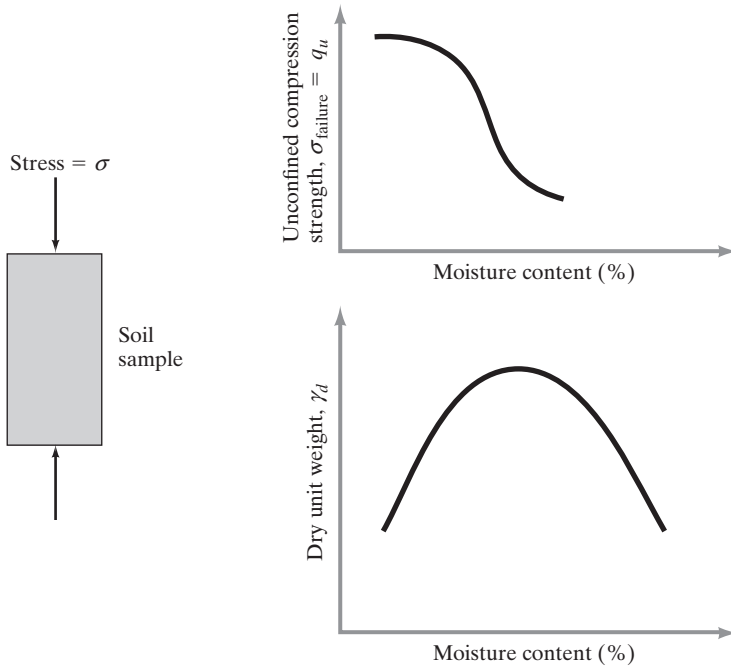 Stress = σ
Soil
sample
Unconfined compression
strength, σfailure = qu
Moisture content (%)
Dry unit weight, γd
Moisture content (%)